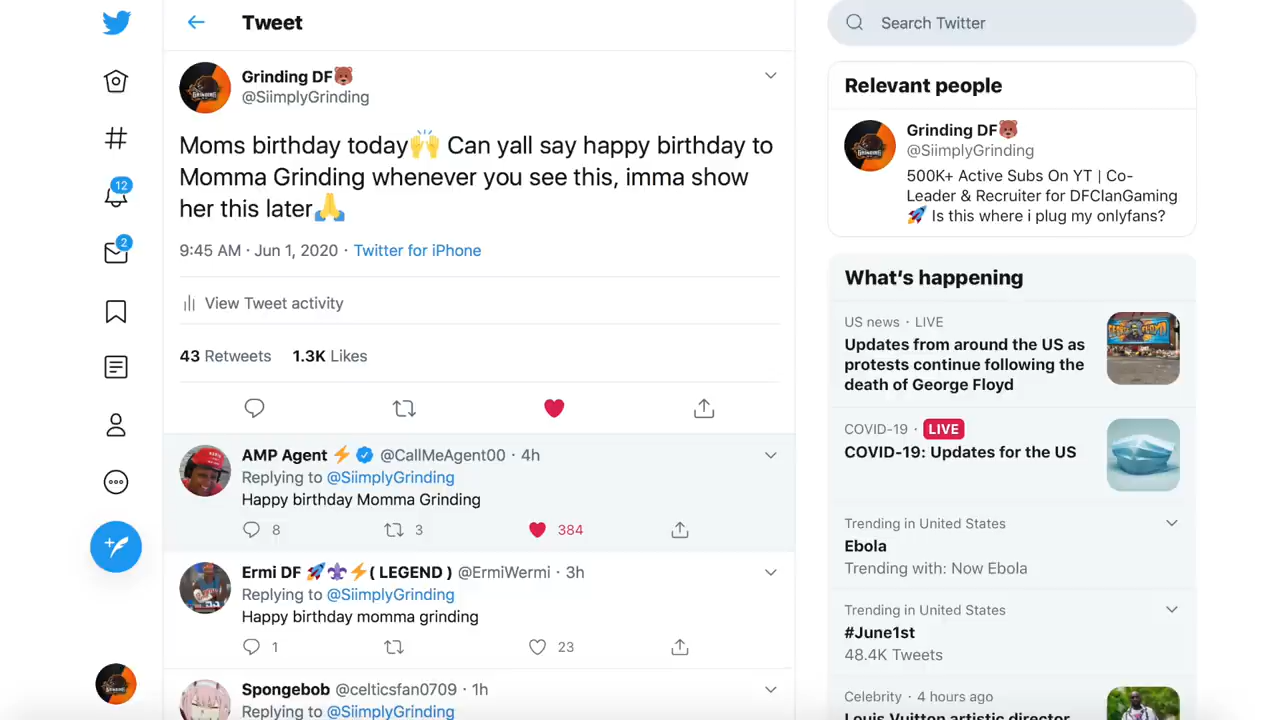 Tweet
Search Twitter
Grinding DF🐻
@SiimplyGrinding
Moms birthday today🙌 Can yall say happy birthday to
Momma Grinding whenever you see this, imma show
her this later🙏
9:45 AM · Jun 1, 2020 · Twitter for iPhone
View Tweet activity
43 Retweets 1.3K Likes
AMP Agent ⚡ @CallMeAgent00 · 4h
Replying to @SiimplyGrinding
Happy birthday Momma Grinding
8 3 384
Ermi DF 🚀⚜⚡( LEGEND ) @ErmiWermi · 3h
Replying to @SiimplyGrinding
Happy birthday momma grinding
1 23
Spongebob @celticsfan0709 · 1h
Replying to @SiimplyGrinding
12
2
Relevant people
Grinding DF🐻
@SiimplyGrinding
500K+ Active Subs On YT | Co-
Leader & Recruiter for DFClanGaming
🚀 Is this where i plug my onlyfans?
What's happening
US news · LIVE
Updates from around the US as
protests continue following the
death of George Floyd
COVID-19 · LIVE
COVID-19: Updates for the US
Trending in United States
Ebola
Trending with: Now Ebola
Trending in United States
#June1st
48.4K Tweets
Celebrity · 4 hours ago
Louis Vuitton artistic director